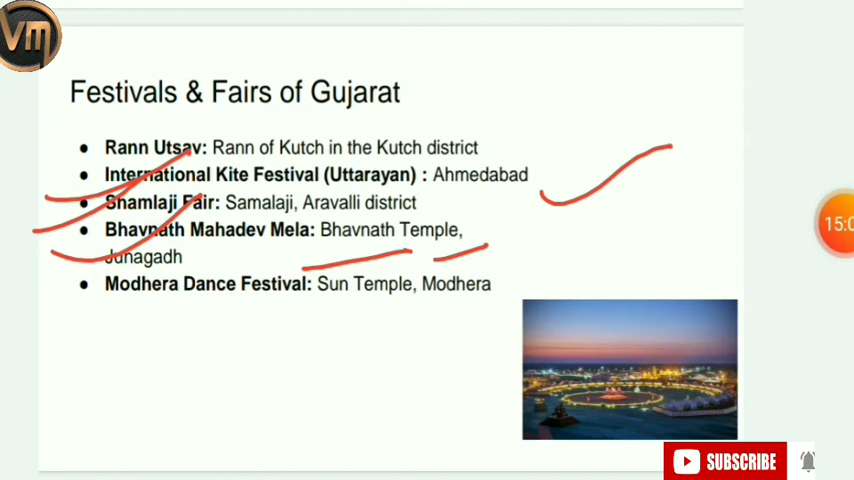 VM
Festivals & Fairs of Gujarat
● Rann Utsav: Rann of Kutch in the Kutch district
● International Kite Festival (Uttarayan) : Ahmedabad
● Shamlaji Fair: Samalaji, Aravalli district
● Bhavnath Mahadev Mela: Bhavnath Temple,
Junagadh
● Modhera Dance Festival: Sun Temple, Modhera
15:0
SUBSCRIBE